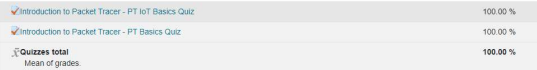 Introduction to Packet Tracer - PT IoT Basics Quiz 100.00 %
Introduction to Packet Tracer - PT Basics Quiz 100.00 %
Quizzes total 100.00 %
Mean of grades.